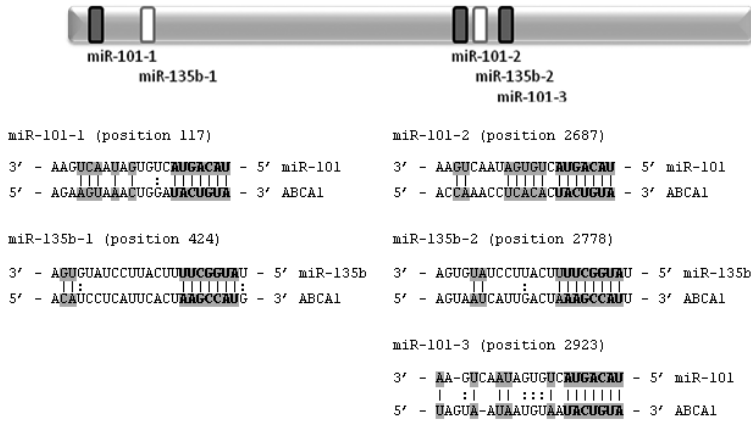 miR-101-1
miR-135b-1
miR-101-2
miR-135b-2
miR-101-3
miR-101-1 (position 117)
3′ - AAGUCAAUAGUGUCAUGACAU - 5′ miR-101
5′ - AGAAGUAAACUGGAUACUGUA - 3′ ABCA1
miR-135b-1 (position 424)
3′ - AGUGUAUCCUUACUUUUCGGUAU - 5′ miR-135b
5′ - ACAUCCUCAUUCACUAAGCCAUG - 3′ ABCA1
miR-101-2 (position 2687)
3′ - AAGUCAAUAGUGUCAUGACAU - 5′ miR-101
5′ - ACCAAACCUCACACUACUGUA - 3′ ABCA1
miR-135b-2 (position 2778)
3′ - AGUGUAUCCUUACUUUUCGGUAU - 5′ miR-135b
5′ - AGUAAUCAUUGACUAAAGCCAUU - 3′ ABCA1
miR-101-3 (position 2923)
3′ - AA-GUCAAUAGUGUCAUGACAU - 5′ miR-101
5′ - UAGUA-AUAAUGUAAUACUGUA - 3′ ABCA1